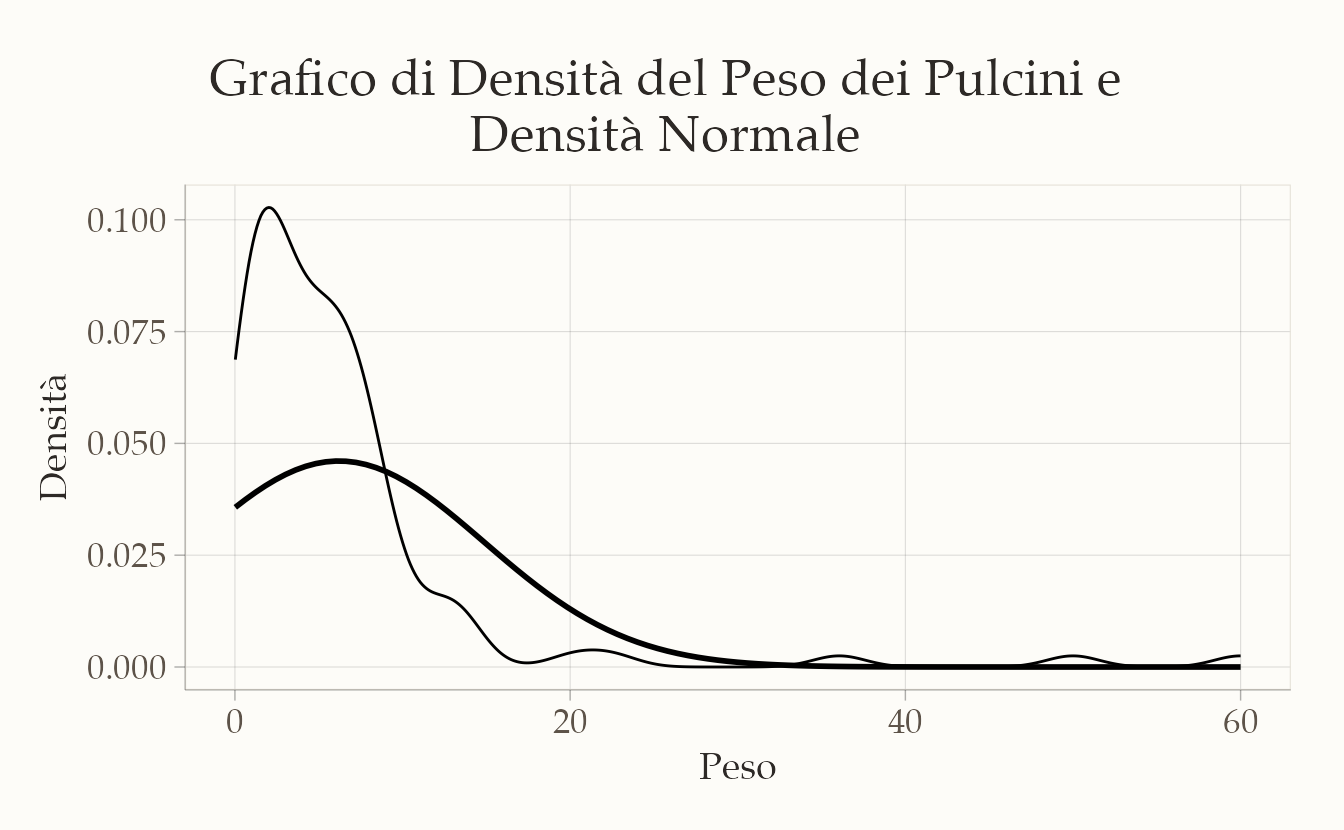 Grafico di Densità del Peso dei Pulcini e
Densità Normale
0.100
0.075
0.050
0.025
0.000
Densità
0 20 40 60
Peso